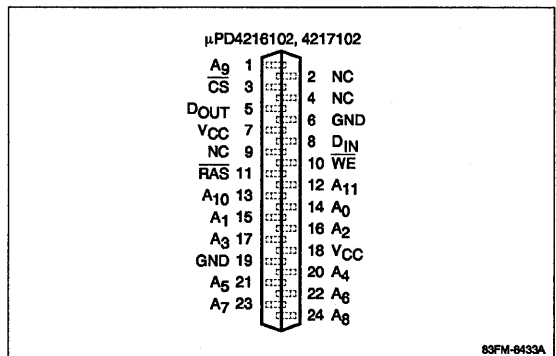 μPD4216102, 4217102
A9 1
2 NC
CS 3
4 NC
DOUT 5
6 GND
VCC 7
8 DIN
NC 9
10 WE
RAS 11
12 A11
A10 13
14 A0
A1 15
16 A2
A3 17
18 VCC
GND 19
20 A4
A5 21
22 A6
A7 23
24 A8
83FM-8433A